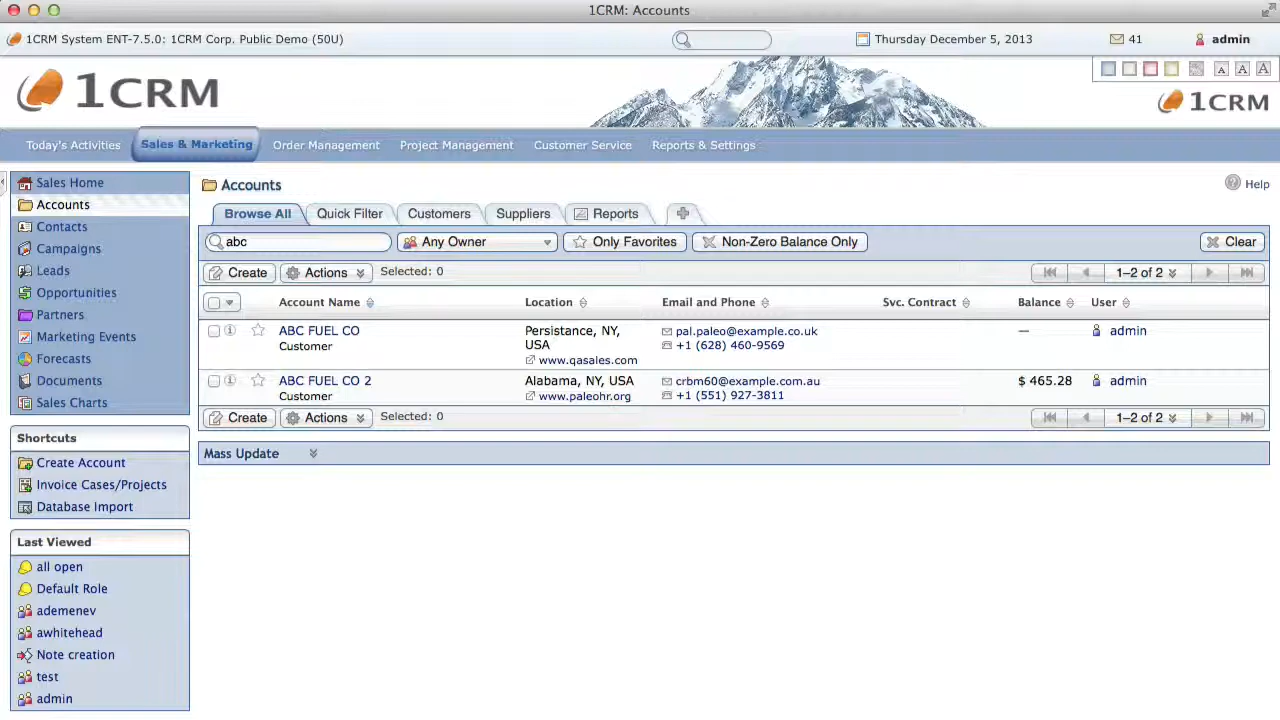 1CRM: Accounts
1CRM System ENT-7.5.0: 1CRM Corp. Public Demo (50U)
Thursday December 5, 2013
41
admin
1CRM
A A A
1CRM
Today's Activities
Sales & Marketing
Order Management
Project Management
Customer Service
Reports & Settings
Sales Home
Accounts
Contacts
Campaigns
Leads
Opportunities
Partners
Marketing Events
Forecasts
Documents
Sales Charts
Shortcuts
Create Account
Invoice Cases/Projects
Database Import
Last Viewed
all open
Default Role
ademenev
awhitehead
Note creation
test
admin
Accounts
Help
Browse All
Quick Filter
Customers
Suppliers
Reports
abc
Any Owner
Only Favorites
Non-Zero Balance Only
Clear
Create
Actions
Selected: 0
1–2 of 2
Account Name
Location
Email and Phone
Svc. Contract
Balance
User
ABC FUEL CO
Customer
Persistance, NY,
USA
www.qasales.com
pal.paleo@example.co.uk
+1 (628) 460-9569
—
admin
ABC FUEL CO 2
Customer
Alabama, NY, USA
www.paleohr.org
crbm60@example.com.au
+1 (551) 927-3811
$ 465.28
admin
Create
Actions
Selected: 0
1–2 of 2
Mass Update